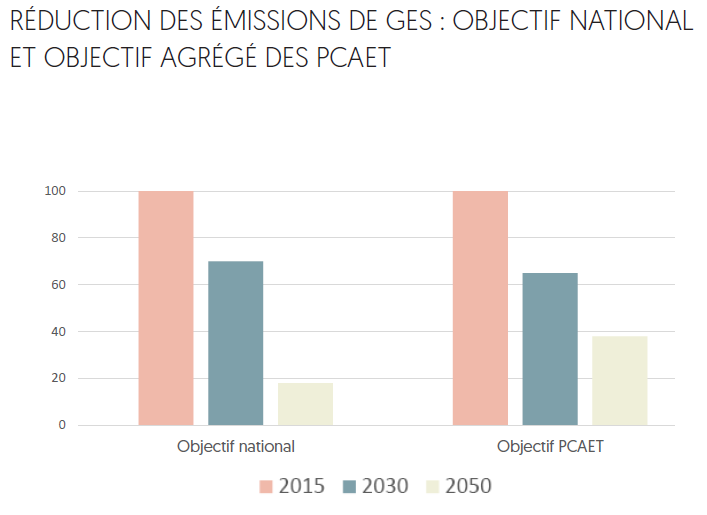 RÉDUCTION DES ÉMISSIONS DE GES : OBJECTIF NATIONAL
ET OBJECTIF AGRÉGÉ DES PCAET
100
80
60
40
20
0
Objectif national Objectif PCAET
2015 2030 2050